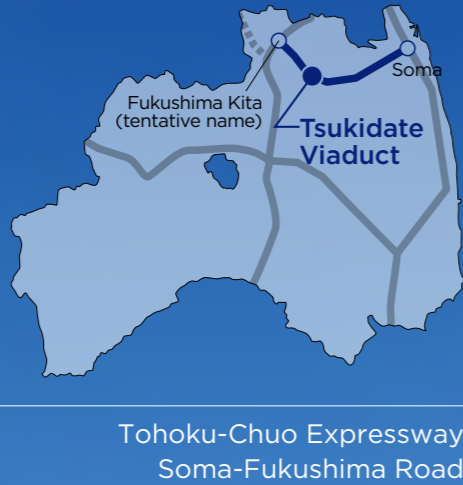 Soma
Fukushima Kita
(tentative name)
Tsukidate
Viaduct
Tohoku-Chuo Expressway
Soma-Fukushima Road